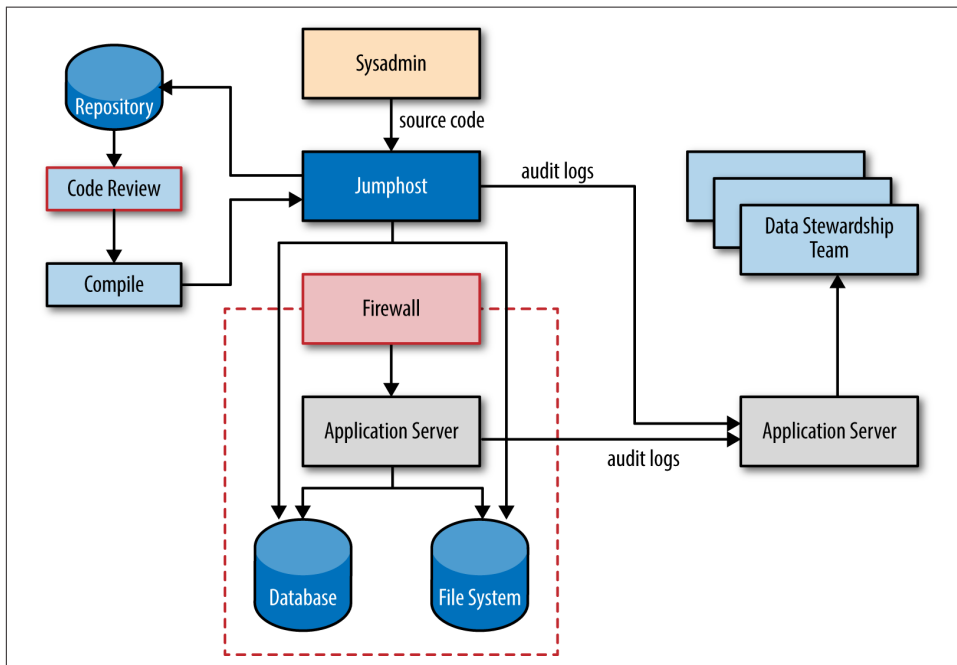 Sysadmin
Repository
source code
Code Review
Jumphost
audit logs
Data Stewardship
Team
Compile
Firewall
Application Server
audit logs
Application Server
Database
File System